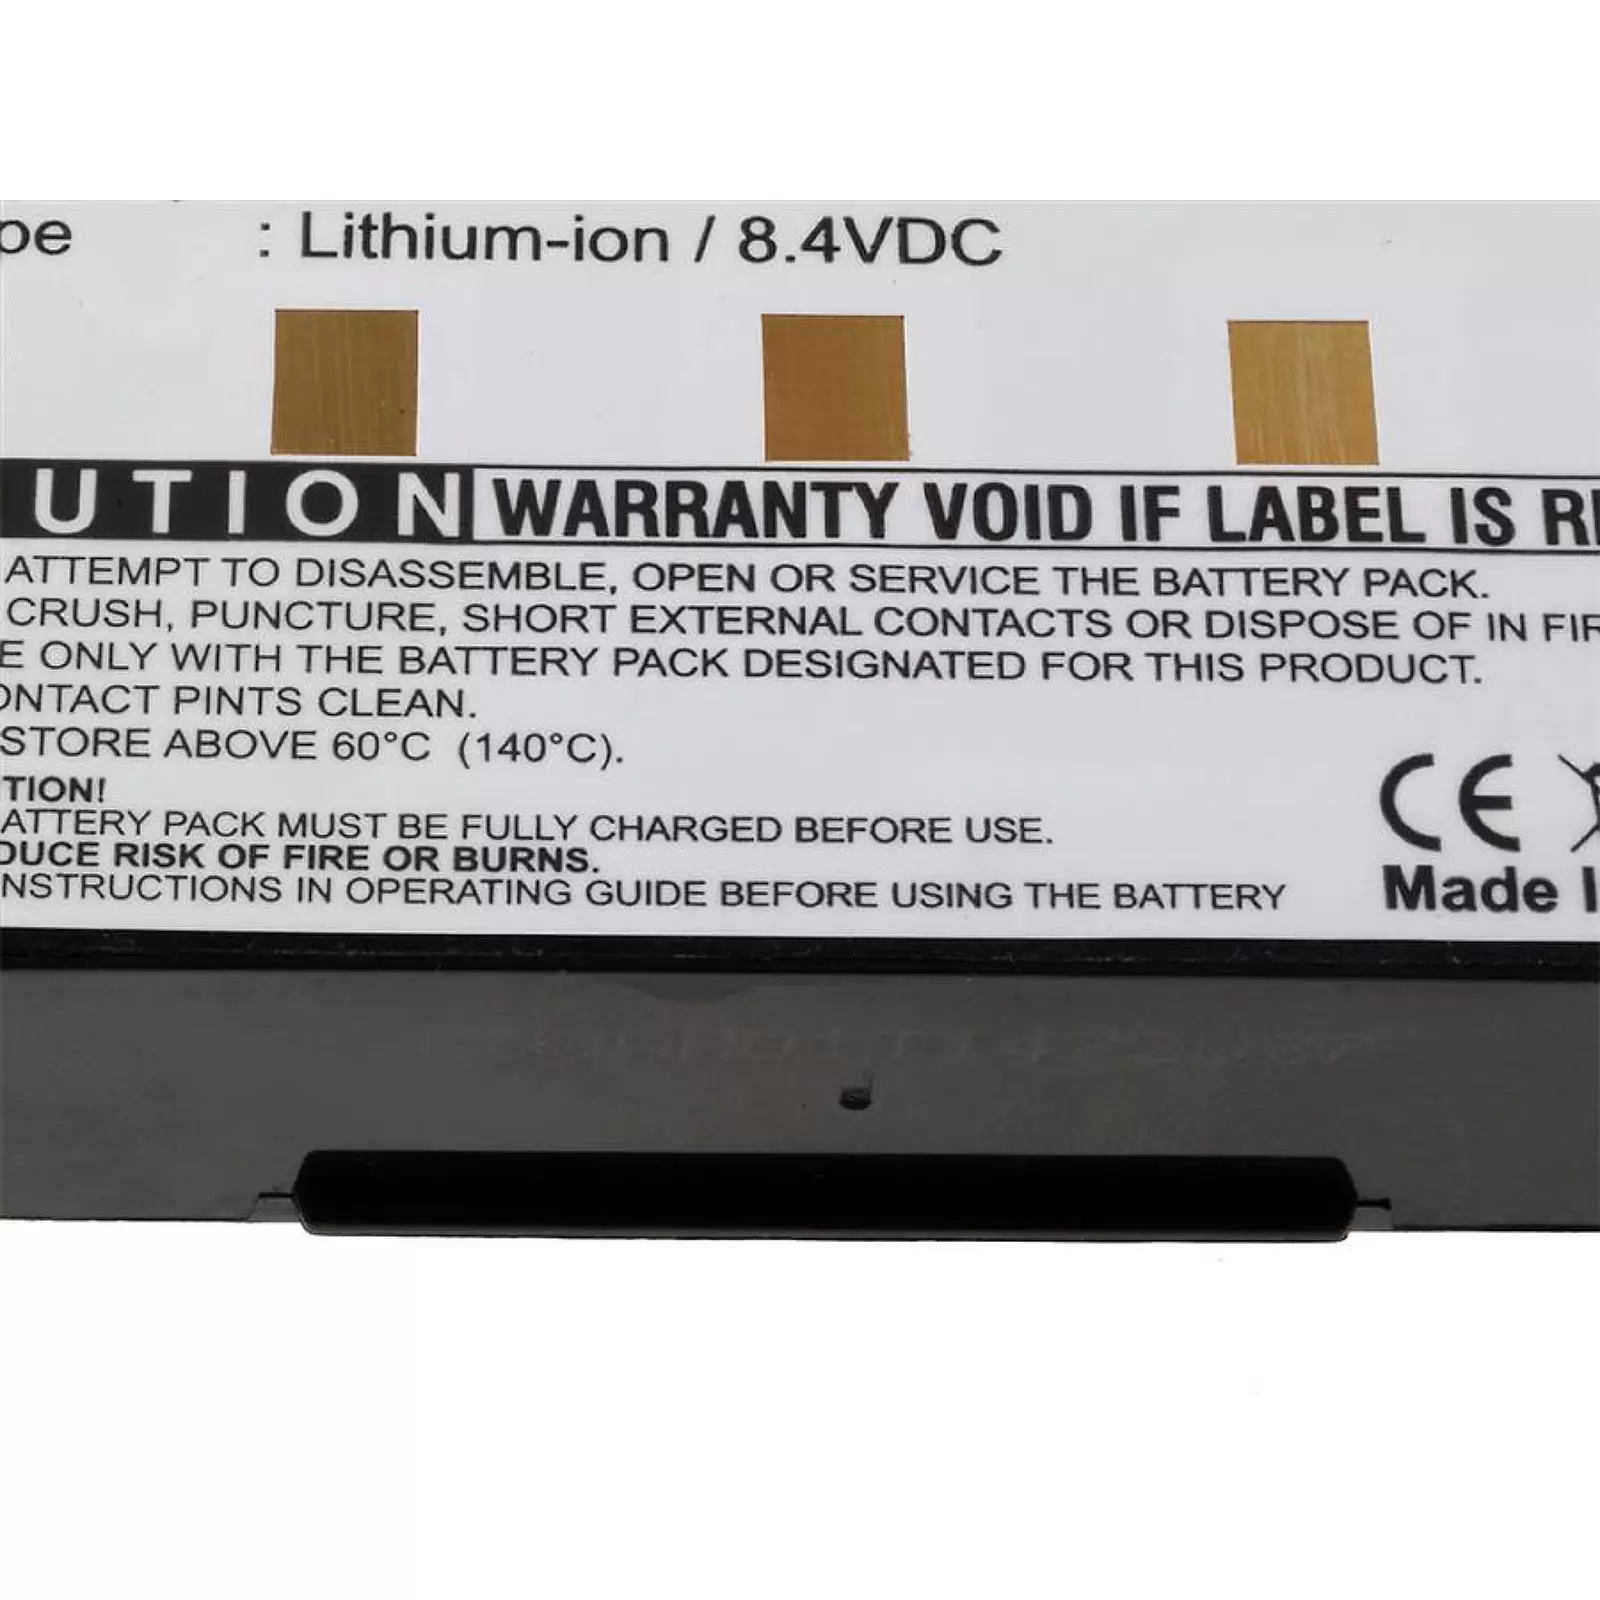 pe : Lithium-ion / 8.4VDC
UTION WARRANTY VOID IF LABEL IS R
ATTEMPT TO DISASSEMBLE, OPEN OR SERVICE THE BATTERY PACK.
CRUSH, PUNCTURE, SHORT EXTERNAL CONTACTS OR DISPOSE OF IN FIR
E ONLY WITH THE BATTERY PACK DESIGNATED FOR THIS PRODUCT.
ONTACT PINTS CLEAN.
STORE ABOVE 60°C (140°C).
TION!
ATTERY PACK MUST BE FULLY CHARGED BEFORE USE.
DUCE RISK OF FIRE OR BURNS.
NSTRUCTIONS IN OPERATING GUIDE BEFORE USING THE BATTERY
CE
Made I